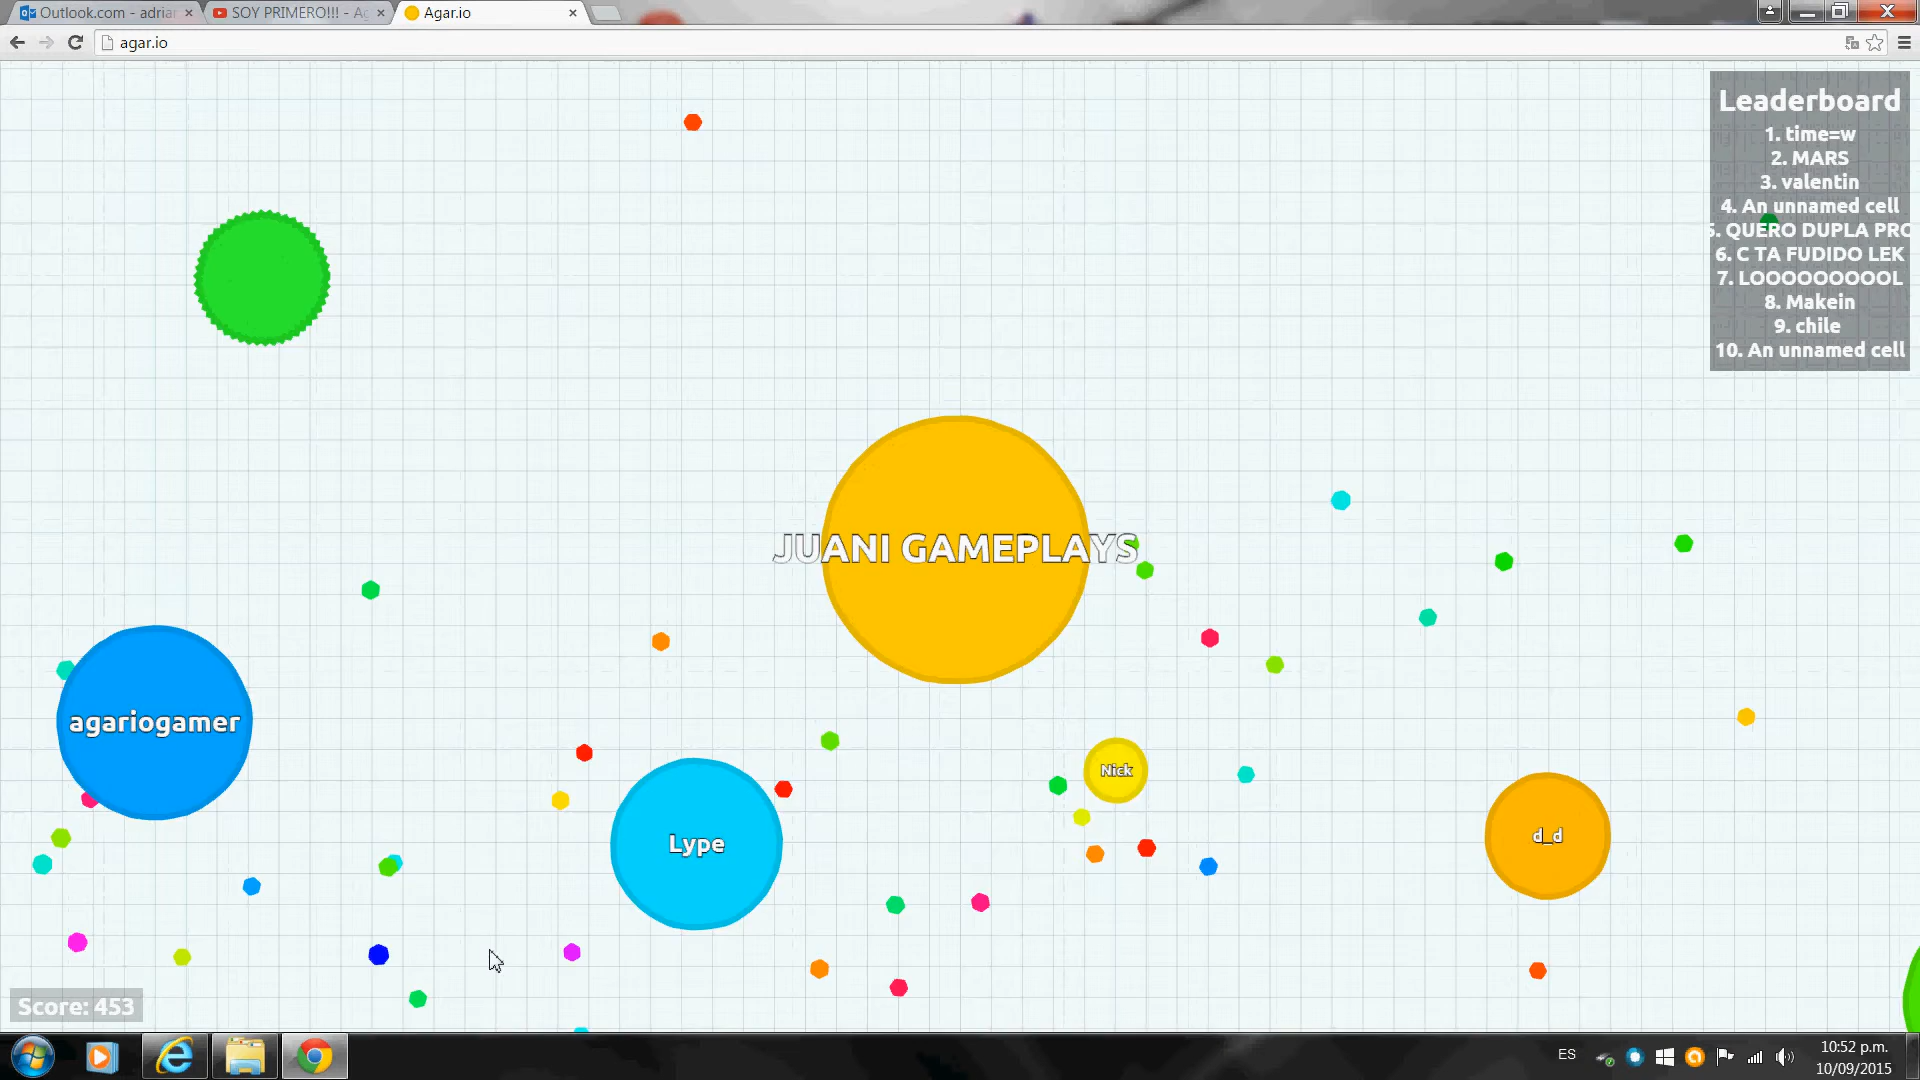 Outlook.com - adrian
SOY PRIMERO!!! - Ag
Agar.io
agar.io
Leaderboard
1. time=w
2. MARS
3. valentin
4. An unnamed cell
5. QUERO DUPLA PRO
6. C TA FUDIDO LEK
7. LOOOOOOOOOL
8. Makein
9. chile
10. An unnamed cell
JUANI GAMEPLAYS
agariogamer
Nick
Lype
d_d
Score: 453
ES
10:52 p.m.
10/09/2015